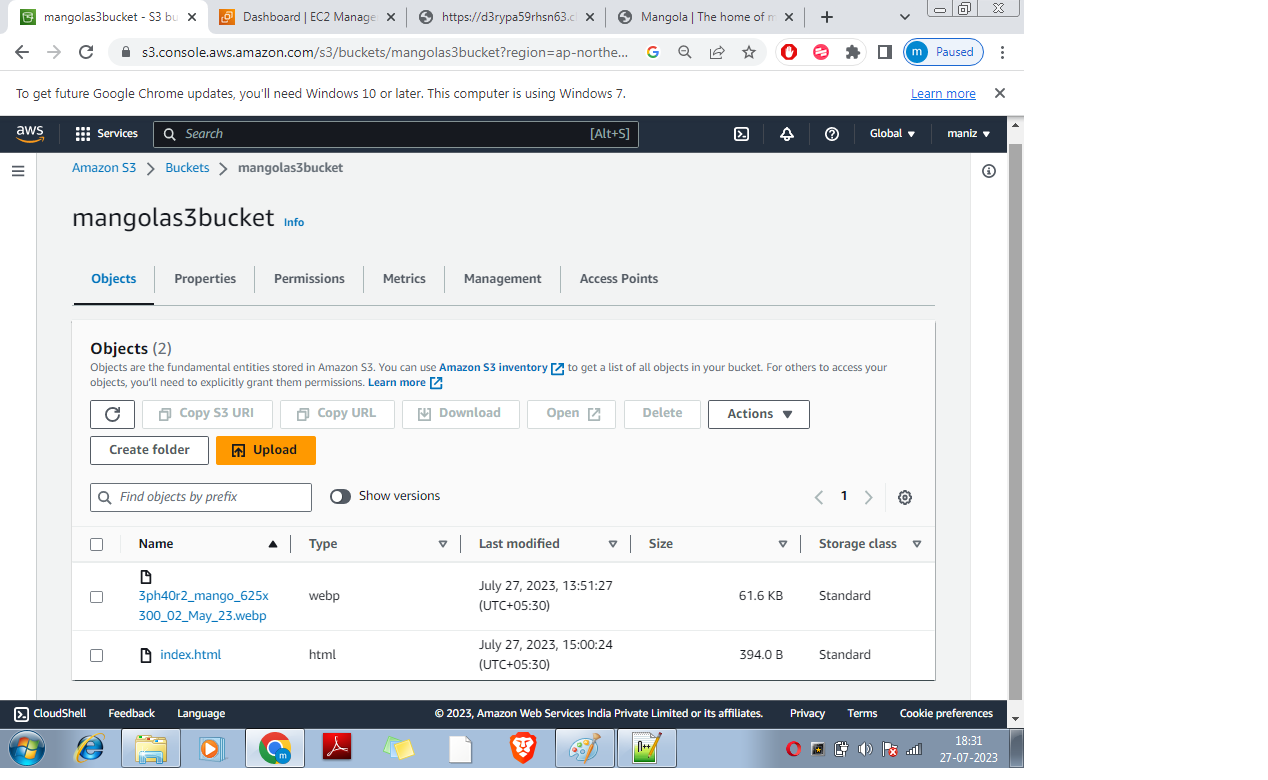 mangolas3bucket - S3 bu
Dashboard | EC2 Manage
https://d3rypa59rhsn63.cl
Mangola | The home of m
s3.console.aws.amazon.com/s3/buckets/mangolas3bucket?region=ap-northe...
m Paused
To get future Google Chrome updates, you'll need Windows 10 or later. This computer is using Windows 7.
Learn more
aws Services Search [Alt+S] Global maniz
Amazon S3 Buckets mangolas3bucket
mangolas3bucket Info
Objects Properties Permissions Metrics Management Access Points
Objects (2)
Objects are the fundamental entities stored in Amazon S3. You can use Amazon S3 inventory to get a list of all objects in your bucket. For others to access your
objects, you'll need to explicitly grant them permissions. Learn more
Copy S3 URI Copy URL Download Open Delete Actions
Create folder Upload
Find objects by prefix Show versions 1
Name Type Last modified Size Storage class
3ph40r2_mango_625x
300_02_May_23.webp
webp
July 27, 2023, 13:51:27
(UTC+05:30)
61.6 KB
Standard
index.html
html
July 27, 2023, 15:00:24
(UTC+05:30)
394.0 B
Standard
CloudShell Feedback Language © 2023, Amazon Web Services India Private Limited or its affiliates. Privacy Terms Cookie preferences
m
18:31
27-07-2023